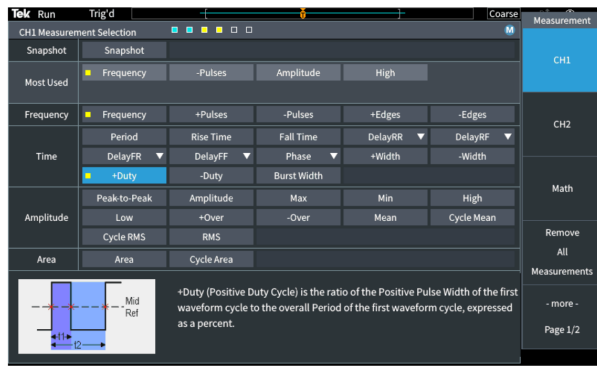 Tek Run Trig'd Coarse
Measurement
CH1 Measurement Selection M
Snapshot Snapshot
CH1
Most Used Frequency -Pulses Amplitude High
Frequency Frequency +Pulses -Pulses +Edges -Edges
CH2
Time Period Rise Time Fall Time DelayRR DelayRF
DelayFR DelayFF Phase +Width -Width
+Duty -Duty Burst Width
Math
Amplitude Peak-to-Peak Amplitude Max Min High
Low +Over -Over Mean Cycle Mean
Cycle RMS RMS
Remove
All
Measurements
Area Area Cycle Area
+Duty (Positive Duty Cycle) is the ratio of the Positive Pulse Width of the first
waveform cycle to the overall Period of the first waveform cycle, expressed
as a percent.
Mid
Ref
t1
t2
- more -
Page 1/2